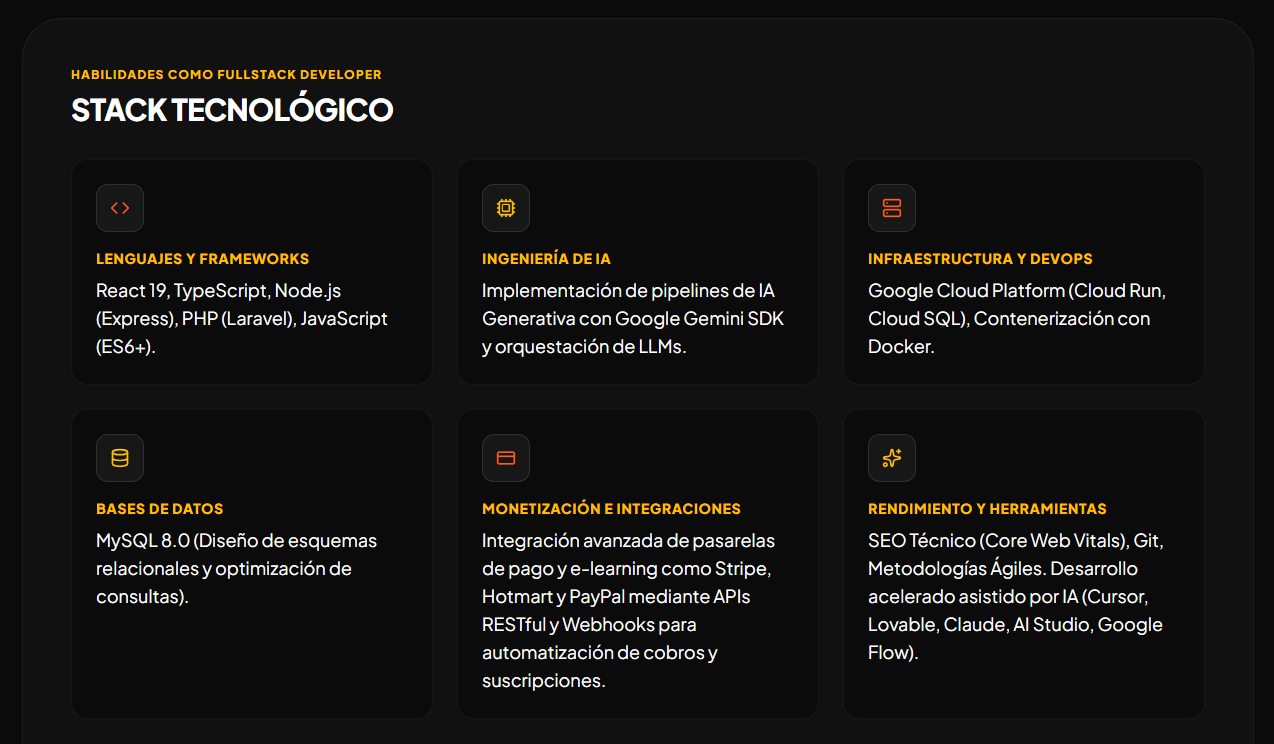 HABILIDADES COMO FULLSTACK DEVELOPER
STACK TECNOLÓGICO
LENGUAJES Y FRAMEWORKS
React 19, TypeScript, Node.js
(Express), PHP (Laravel), JavaScript
(ES6+).
INGENIERÍA DE IA
Implementación de pipelines de IA
Generativa con Google Gemini SDK
y orquestación de LLMs.
INFRAESTRUCTURA Y DEVOPS
Google Cloud Platform (Cloud Run,
Cloud SQL), Contenerización con
Docker.
BASES DE DATOS
MySQL 8.0 (Diseño de esquemas
relacionales y optimización de
consultas).
MONETIZACIÓN E INTEGRACIONES
Integración avanzada de pasarelas
de pago y e-learning como Stripe,
Hotmart y PayPal mediante APIs
RESTful y Webhooks para
automatización de cobros y
suscripciones.
RENDIMIENTO Y HERRAMIENTAS
SEO Técnico (Core Web Vitals), Git,
Metodologías Ágiles. Desarrollo
acelerado asistido por IA (Cursor,
Lovable, Claude, AI Studio, Google
Flow).